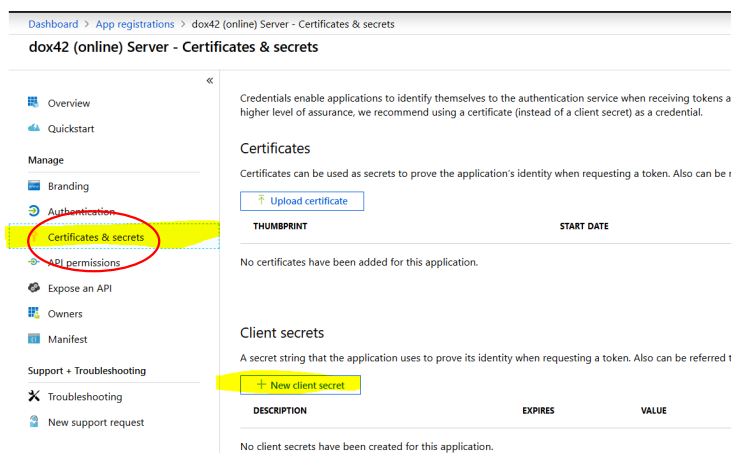 Dashboard > App registrations > dox42 (online) Server - Certificates & secrets
dox42 (online) Server - Certificates & secrets
«
Overview
Quickstart
Manage
Branding
Authentication
Certificates & secrets
API permissions
Expose an API
Owners
Manifest
Support + Troubleshooting
Troubleshooting
New support request
Credentials enable applications to identify themselves to the authentication service when receiving tokens a
higher level of assurance, we recommend using a certificate (instead of a client secret) as a credential.
Certificates
Certificates can be used as secrets to prove the application's identity when requesting a token. Also can be r
Upload certificate
THUMBPRINT START DATE
No certificates have been added for this application.
Client secrets
A secret string that the application uses to prove its identity when requesting a token. Also can be referred t
+ New client secret
DESCRIPTION EXPIRES VALUE
No client secrets have been created for this application.